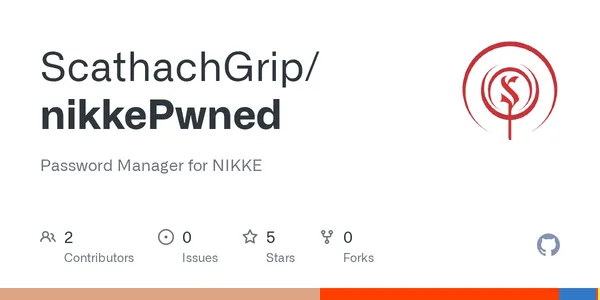 ScathachGrip/
nikkePwned
Password Manager for NIKKE
2 0 5 0
Contributors Issues Stars Forks